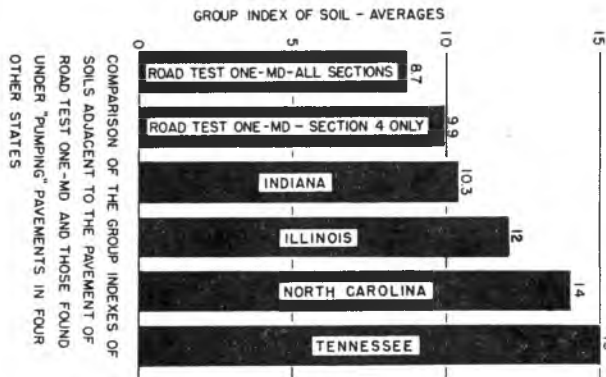 GROUP INDEX OF SOIL - AVERAGES
0
5
10
15
ROAD TEST ONE-MD-ALL SECTIONS
8.7
ROAD TEST ONE-MD - SECTION 4 ONLY
9.9
INDIANA
10.3
ILLINOIS
12
NORTH CAROLINA
14
TENNESSEE
COMPARISON OF THE GROUP INDEXES OF
SOILS ADJACENT TO THE PAVEMENT OF
ROAD TEST ONE-MD AND THOSE FOUND
UNDER "PUMPING" PAVEMENTS IN FOUR
OTHER STATES